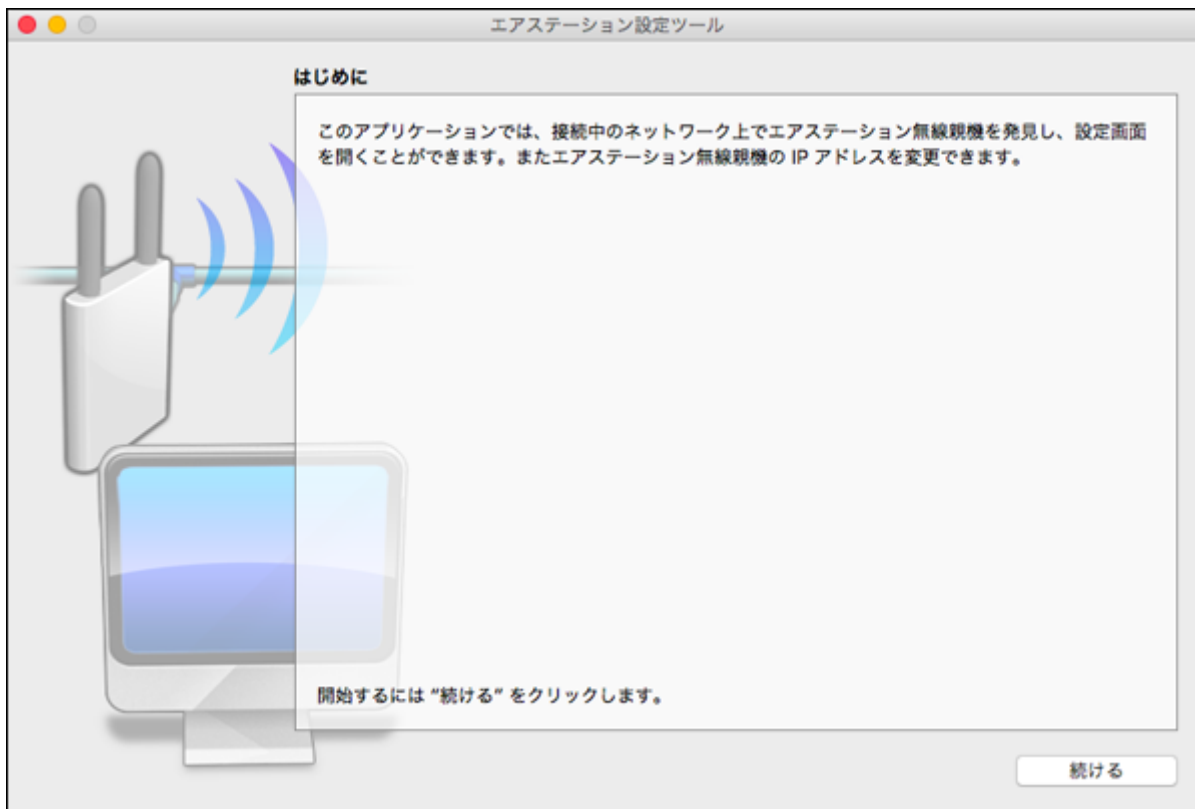 エアステーション設定ツール
はじめに
このアプリケーションでは、接続中のネットワーク上でエアステーション無線親機を発見し、設定画面
を開くことができます。またエアステーション無線親機の IP アドレスを変更できます。
開始するには “続ける” をクリックします。
続ける